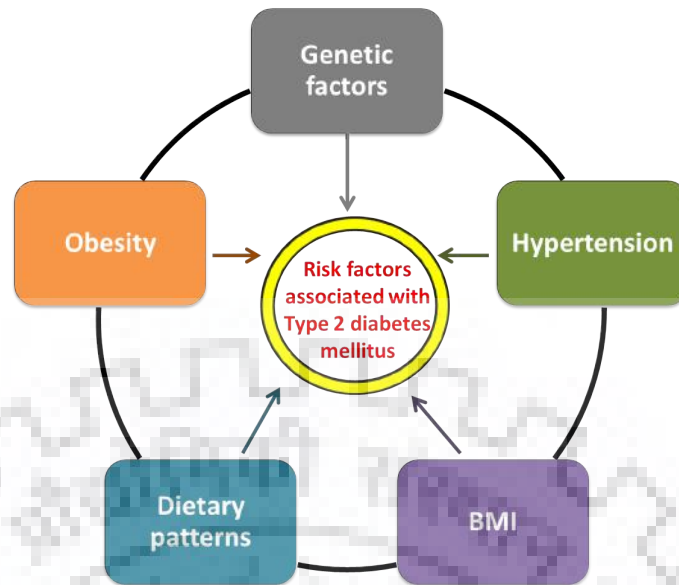 Genetic
factors
Obesity
Hypertension
Risk factors
associated with
Type 2 diabetes
mellitus
Dietary
patterns
BMI